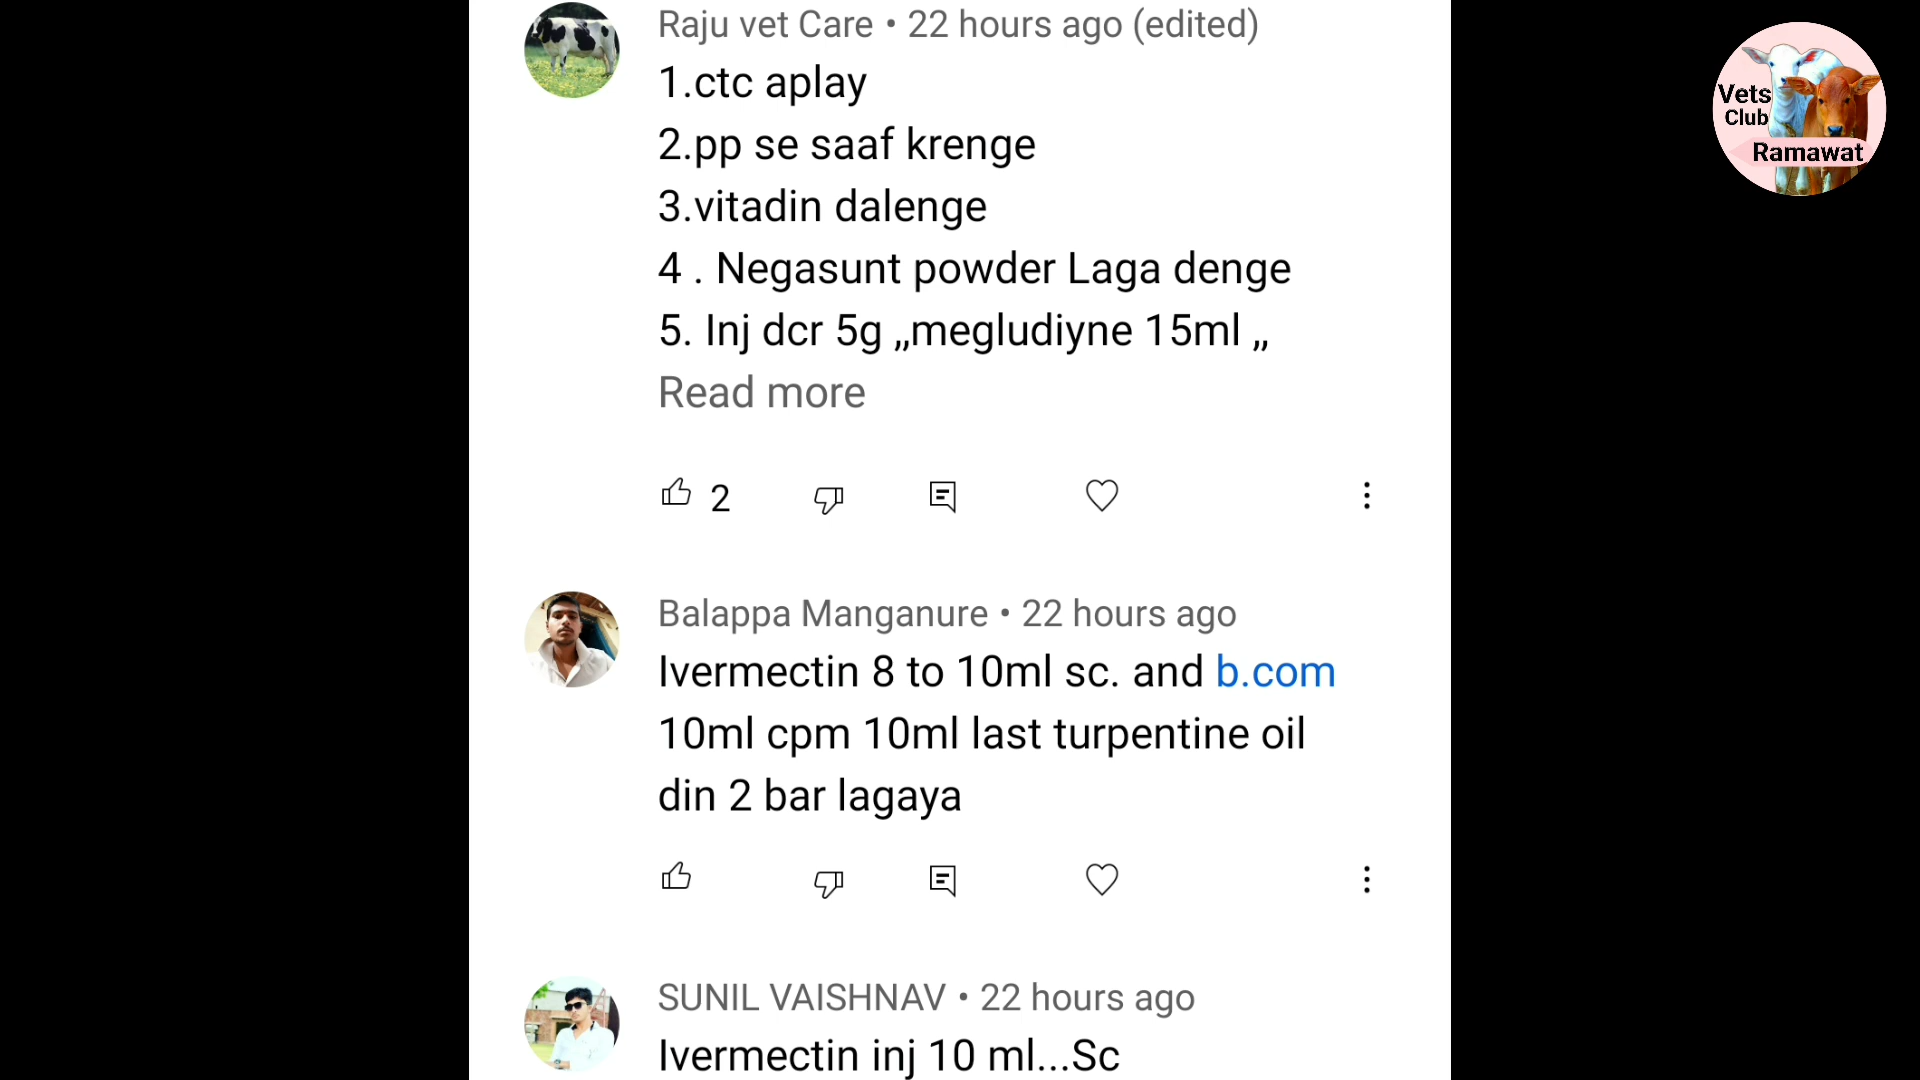 Raju vet Care • 22 hours ago (edited)
1.ctc aplay
2.pp se saaf krenge
3.vitadin dalenge
4 . Negasunt powder Laga denge
5. Inj dcr 5g ,,megludiyne 15ml ,,
Read more
2
Balappa Manganure • 22 hours ago
Ivermectin 8 to 10ml sc. and b.com
10ml cpm 10ml last turpentine oil
din 2 bar lagaya
SUNIL VAISHNAV • 22 hours ago
Ivermectin inj 10 ml...Sc
Vets
Club
Ramawat